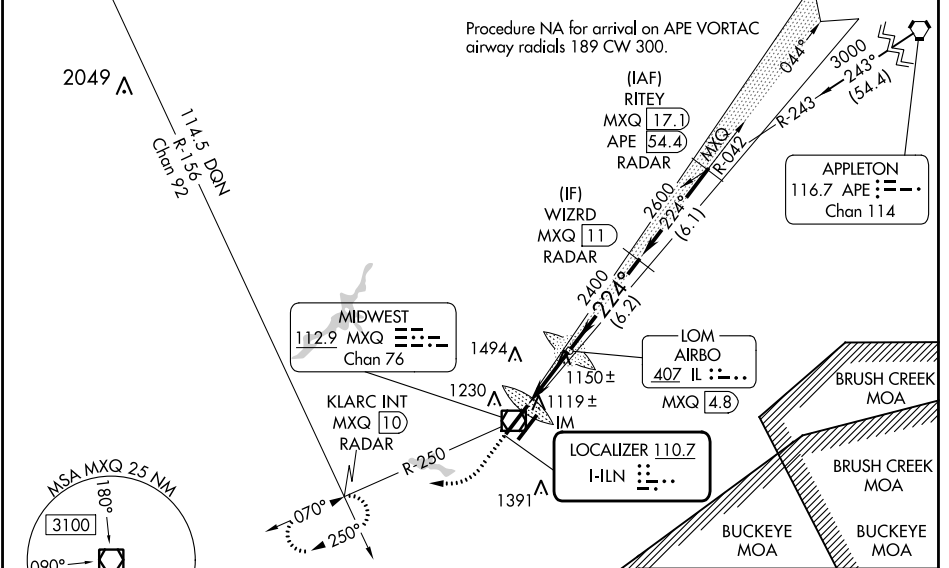 Procedure NA for arrival on APE VORTAC
airway radials 189 CW 300.
2049
114.5 DQN
R-156
Chan 92
(IAF)
RITEY
MXQ 17.1
APE 54.4
RADAR
044°
3000
243°
(54.4)
R-243
MXQ
R-042
APPLETON
116.7 APE
Chan 114
(IF)
WIZRD
MXQ 11
RADAR
2600
224°
(6.1)
2400
224°
(6.2)
MIDWEST
112.9 MXQ
Chan 76
1494
1150 ±
LOM
AIRBO
407 IL
MXQ 4.8
1230
1119 ±
IM
KLARC INT
MXQ 10
RADAR
R-250
LOCALIZER 110.7
I-ILN
1391
070°
250°
BRUSH CREEK
MOA
BRUSH CREEK
MOA
BUCKEYE
MOA
BUCKEYE
MOA
MSA MXQ 25 NM
180°
3100
090°